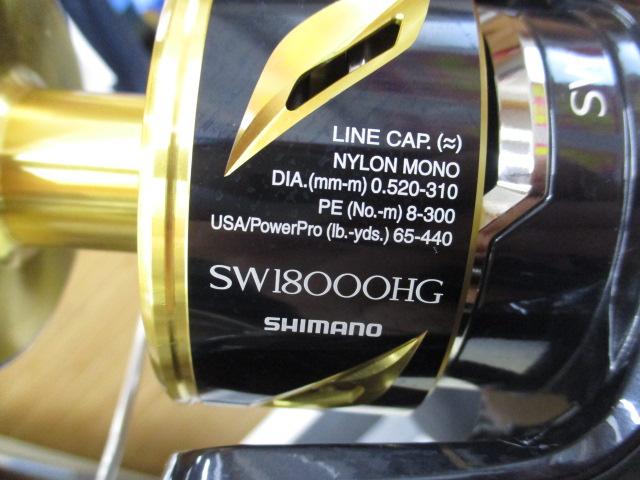 LINE CAP. (≈)
NYLON MONO
DIA.(mm-m) 0.520-310
PE (No.-m) 8-300
USA/PowerPro (lb.-yds.) 65-440
SW18000HG
SHIMANO